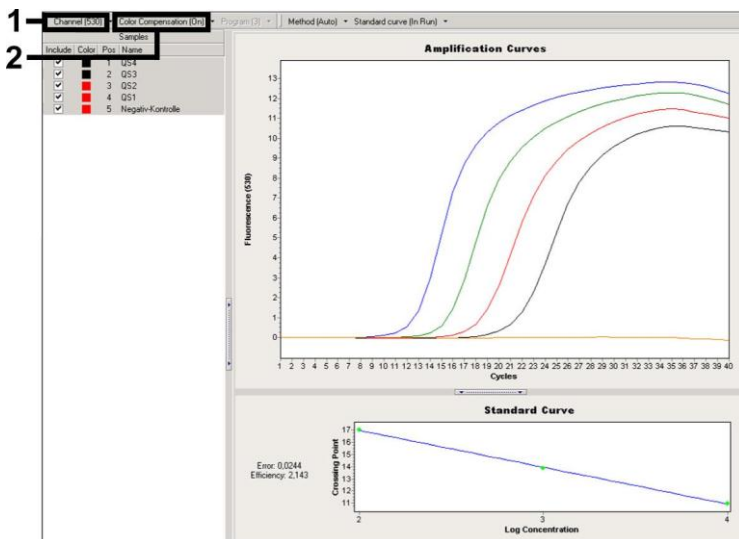 1
Channel (530) Color Compensation (On) Program (3) Method (Auto) Standard curve (In Run)
2
Samples
Include Color Pos Name
1 QS4
2 QS3
3 QS2
4 QS1
5 Negativ-Kontrolle
Amplification Curves
Fluorescence (530)
13
12
11
10
9
8
7
6
5
4
3
2
1
0
1 2 3 4 5 6 7 8 9 10 11 12 13 14 15 16 17 18 19 20 21 22 23 24 25 26 27 28 29 30 31 32 33 34 35 36 37 38 39 40
Cycles
Standard Curve
Error: 0,0244
Efficiency: 2,143
Crossing Point
17
16
15
14
13
12
11
2 3 4
Log Concentration